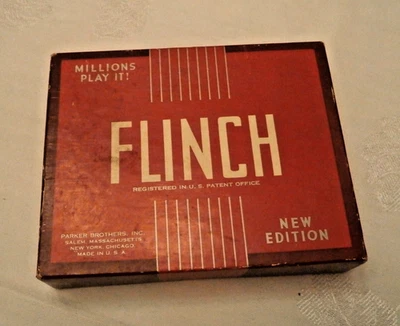 MILLIONS
PLAY IT!
FLINCH
REGISTERED IN U.S. PATENT OFFICE
PARKER BROTHERS, INC.
SALEM, MASSACHUSETTS
NEW YORK, CHICAGO
MADE IN U.S.A.
NEW
EDITION